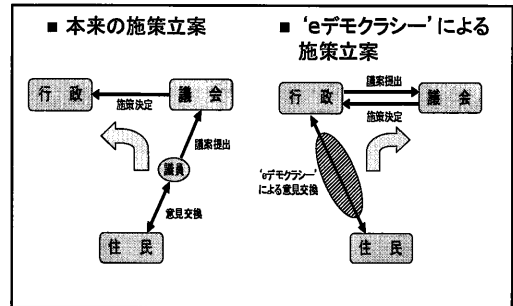 ■ 本来の施策立案
行 政
議 会
施策決定
議案提出
議員
意見交換
住 民
■ ‘eデモクラシー’による
施策立案
議案提出
行 政
議 会
施策決定
‘eデモクラシー’
による意見交換
住 民